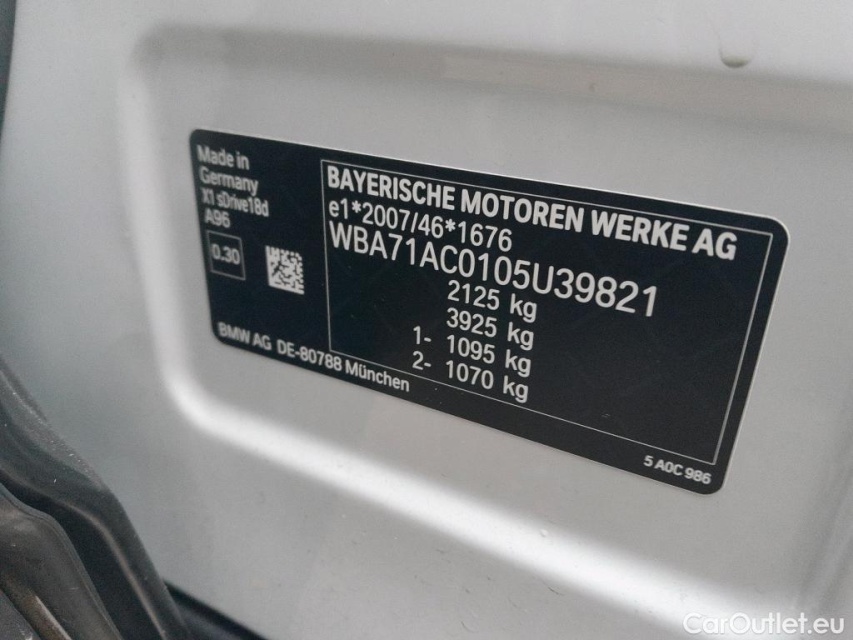 Made in
Germany
X1 sDrive18d
A96
0.30
BMW AG DE-80788 München
BAYERISCHE MOTOREN WERKE AG
e1*2007/46*1676
WBA71AC0105U39821
2125 kg
3925 kg
1- 1095 kg
2- 1070 kg
5 A0C 986
CarOutlet.eu